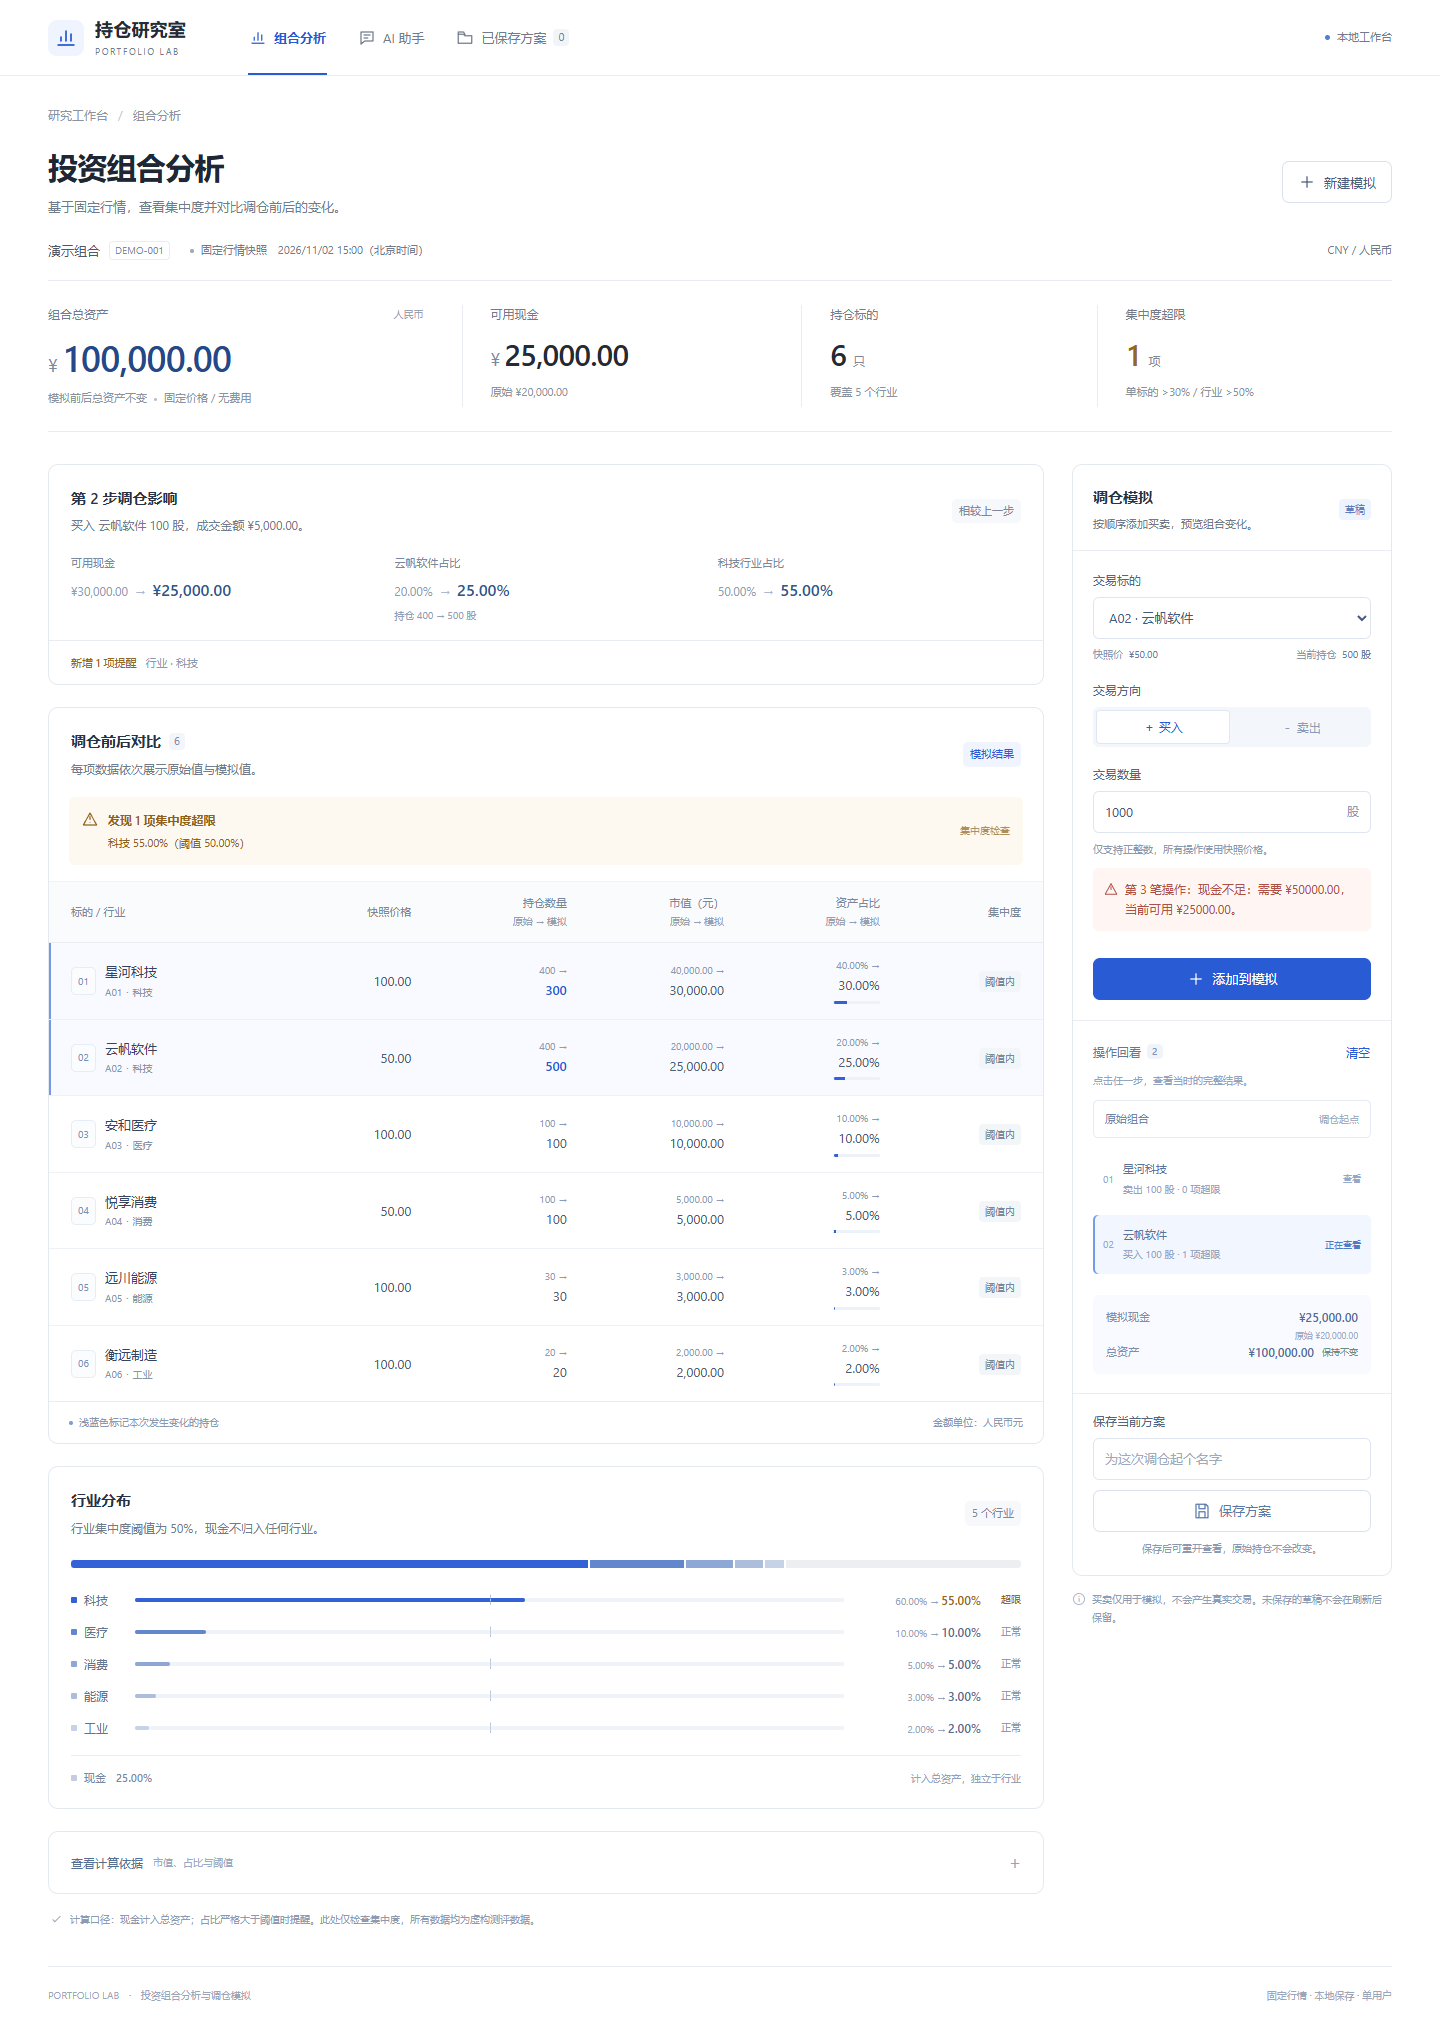 持仓研究室
PORTFOLIO LAB
组合分析
AI 助手
已保存方案 0
本地工作台
研究工作台 / 组合分析
投资组合分析
基于固定行情，查看集中度并对比调仓前后的变化。
新建模拟
演示组合 DEMO-001 固定行情快照 2026/11/02 15:00（北京时间）
CNY / 人民币
组合总资产 人民币
¥ 100,000.00
模拟前后总资产不变 • 固定价格 / 无费用
可用现金
¥ 25,000.00
原始 ¥20,000.00
持仓标的
6 只
覆盖 5 个行业
集中度超限
1 项
单标的 >30% / 行业 >50%
第 2 步调仓影响
买入 云帆软件 100 股，成交金额 ¥5,000.00。
相较上一步
可用现金
¥30,000.00 → ¥25,000.00
云帆软件占比
20.00% → 25.00%
持仓 400 → 500 股
科技行业占比
50.00% → 55.00%
新增 1 项提醒 行业 · 科技
调仓前后对比 6
每项数据依次展示原始值与模拟值。
模拟结果
发现 1 项集中度超限
科技 55.00%（阈值 50.00%）
集中度检查
标的 / 行业
快照价格
持仓数量
原始 → 模拟
市值（元）
原始 → 模拟
资产占比
原始 → 模拟
集中度
01
星河科技
A01 · 科技
100.00
400 →
300
40,000.00 →
30,000.00
40.00% →
30.00%
阈值内
02
云帆软件
A02 · 科技
50.00
400 →
500
20,000.00 →
25,000.00
20.00% →
25.00%
阈值内
03
安和医疗
A03 · 医疗
100.00
100 →
100
10,000.00 →
10,000.00
10.00% →
10.00%
阈值内
04
悦享消费
A04 · 消费
50.00
100 →
100
5,000.00 →
5,000.00
5.00% →
5.00%
阈值内
05
远川能源
A05 · 能源
100.00
30 →
30
3,000.00 →
3,000.00
3.00% →
3.00%
阈值内
06
衡远制造
A06 · 工业
100.00
20 →
20
2,000.00 →
2,000.00
2.00% →
2.00%
阈值内
浅蓝色标记本次发生变化的持仓
金额单位：人民币元
行业分布
行业集中度阈值为 50%，现金不归入任何行业。
5 个行业
科技 60.00% → 55.00% 超限
医疗 10.00% → 10.00% 正常
消费 5.00% → 5.00% 正常
能源 3.00% → 3.00% 正常
工业 2.00% → 2.00% 正常
现金 25.00%
计入总资产，独立于行业
查看计算依据 市值、占比与阈值
+
计算口径：现金计入总资产；占比严格大于阈值时提醒。此处仅检查集中度，所有数据均为虚构测评数据。
调仓模拟
按顺序添加买卖，预览组合变化。
草稿
交易标的
A02 · 云帆软件
快照价 ¥50.00
当前持仓 500 股
交易方向
+ 买入
- 卖出
交易数量
1000 股
仅支持正整数，所有操作使用快照价格。
第 3 笔操作：现金不足：需要 ¥50000.00，
当前可用 ¥25000.00。
添加到模拟
操作回看 2
清空
点击任一步，查看当时的完整结果。
原始组合 调仓起点
01
星河科技
卖出 100 股 · 0 项超限
查看
02
云帆软件
买入 100 股 · 1 项超限
正在查看
模拟现金 ¥25,000.00
原始 ¥20,000.00
总资产 ¥100,000.00 保持不变
保存当前方案
为这次调仓起个名字
保存方案
保存后可重开查看，原始持仓不会改变。
买卖仅用于模拟，不会产生真实交易。未保存的草稿不会在刷新后
保留。
PORTFOLIO LAB · 投资组合分析与调仓模拟
固定行情 · 本地保存 · 单用户